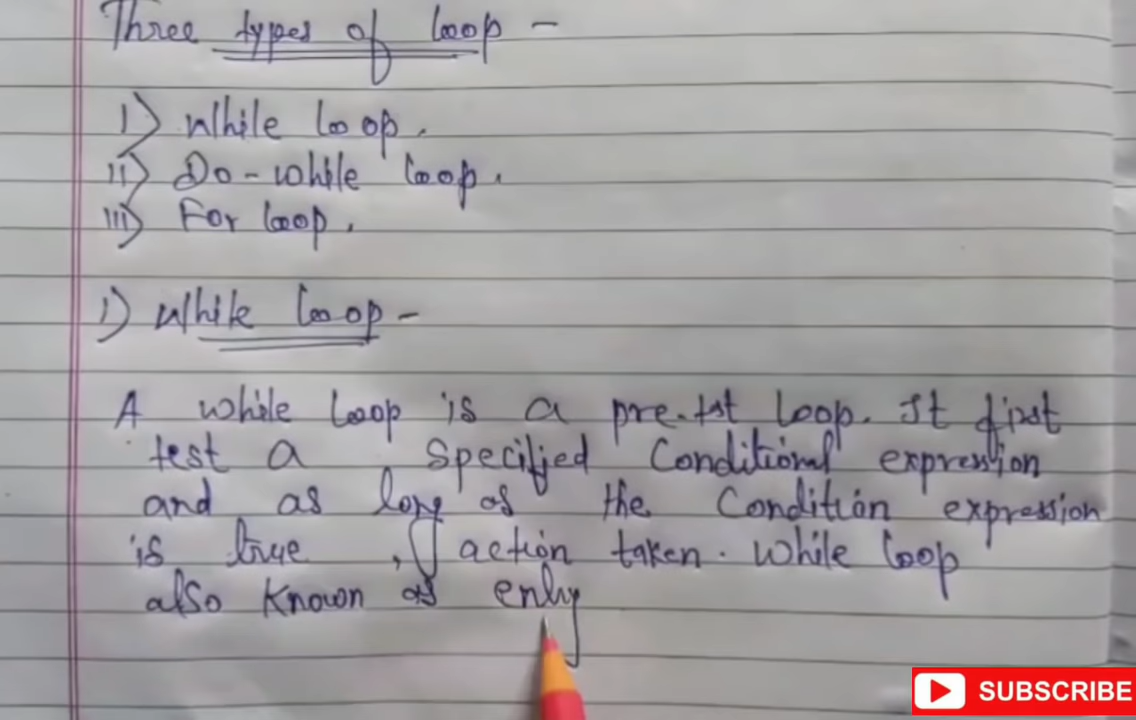 Three types of loop -
I) While loop.
II) Do-while loop.
III) For loop.
1) While loop -
A while loop is a pre-tst loop. It first
test a specified Conditional expression
and as long as the Condition expression
is true , action taken. While loop
also known as entry
SUBSCRIBE